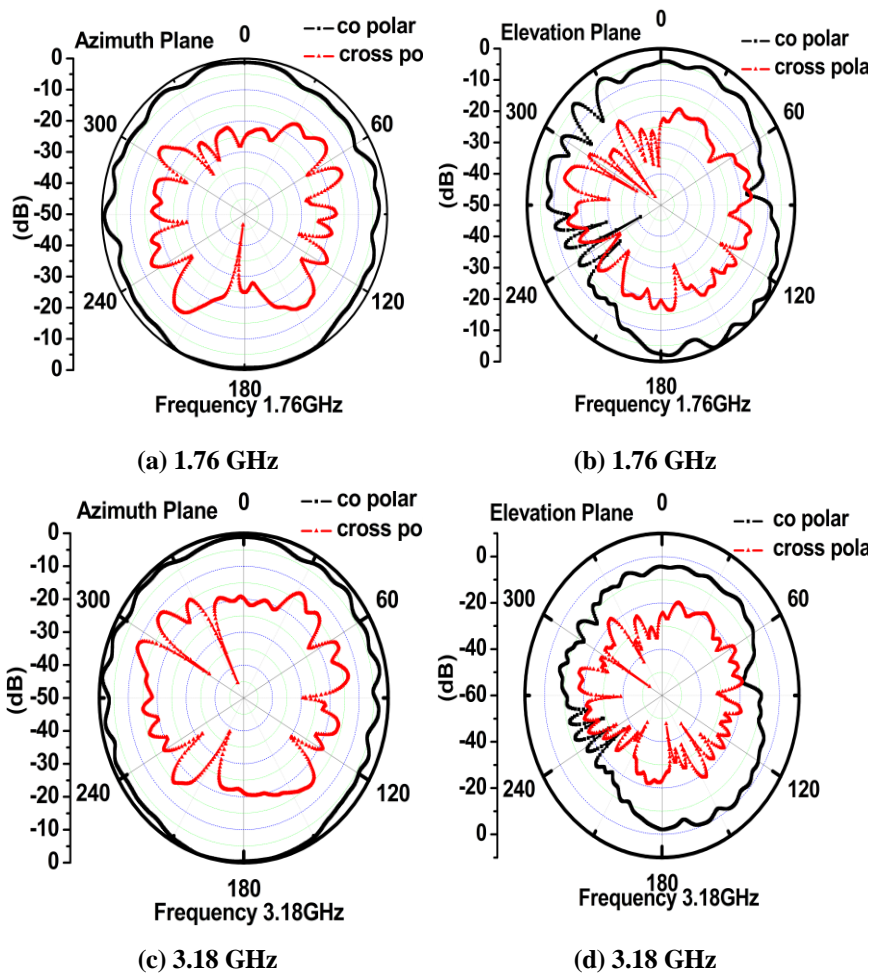 Azimuth Plane
0
co polar
cross po
0
-10
-20
-30
-40
-50
-40
-30
-20
-10
0
(dB)
300
60
240
120
180
Frequency 1.76GHz
(a) 1.76 GHz
Elevation Plane
0
co polar
cross pola
0
-10
-20
-30
-40
-50
-40
-30
-20
-10
0
(dB)
300
60
240
120
180
Frequency 1.76GHz
(b) 1.76 GHz
Azimuth Plane
0
co polar
cross po
0
-10
-20
-30
-40
-50
-40
-30
-20
-10
0
(dB)
300
60
240
120
180
Frequency 3.18GHz
(c) 3.18 GHz
Elevation Plane
0
co polar
cross pola
0
-20
-40
-60
-40
-20
0
(dB)
300
60
240
120
180
Frequency 3.18GHz
(d) 3.18 GHz